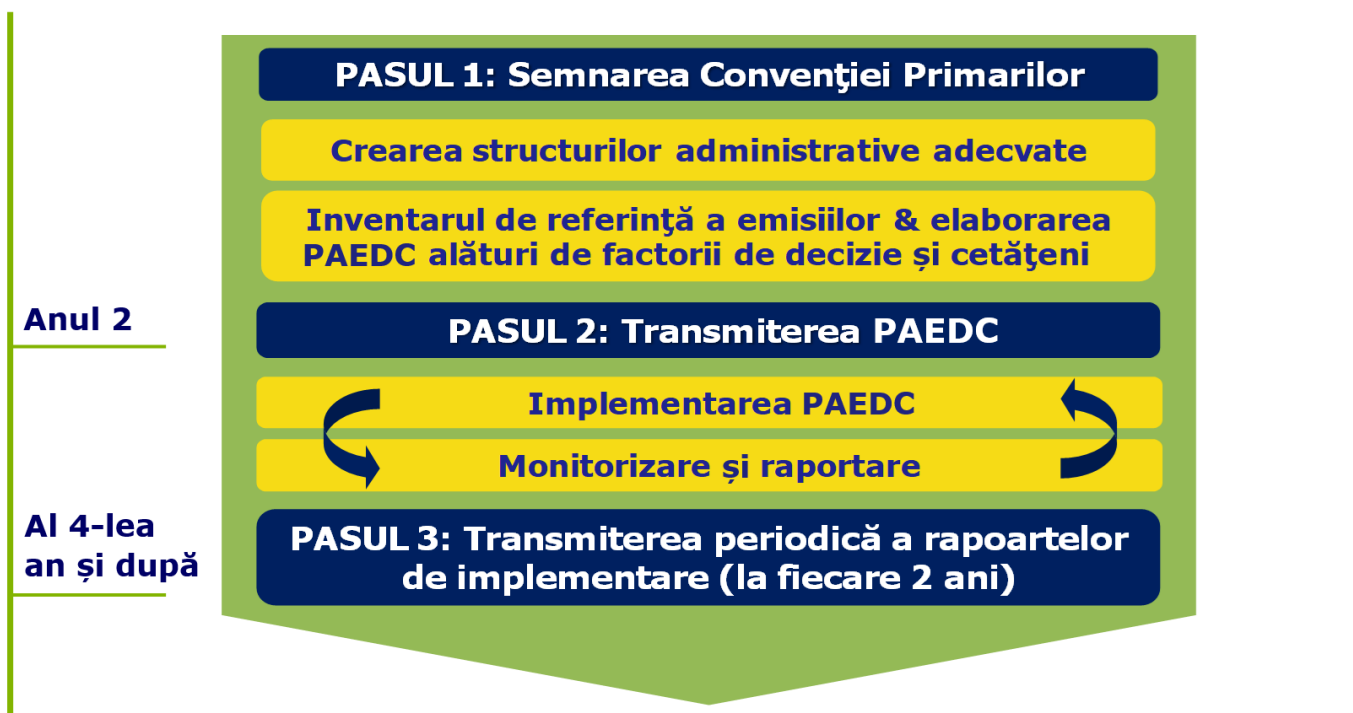 PASUL 1: Semnarea Convenţiei Primarilor
Crearea structurilor administrative adecvate
Inventarul de referinţă a emisiilor & elaborarea
PAEDC alături de factorii de decizie și cetăţeni
Anul 2
PASUL 2: Transmiterea PAEDC
Implementarea PAEDC
Monitorizare și raportare
Al 4-lea
an și după
PASUL 3: Transmiterea periodică a rapoartelor
de implementare (la fiecare 2 ani)